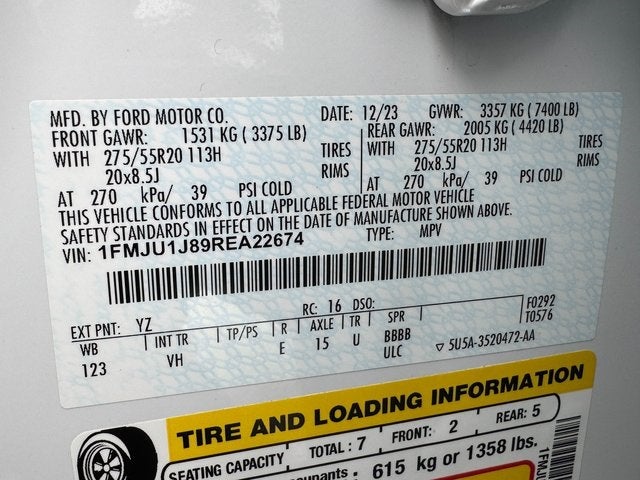 MFD. BY FORD MOTOR CO. DATE: 12/23 GVWR: 3357 KG ( 7400 LB)
FRONT GAWR: 1531 KG ( 3375 LB) REAR GAWR: 2005 KG ( 4420 LB)
WITH 275/55R20 113H TIRES WITH 275/55R20 113H TIRES
20x8.5J RIMS 20x8.5J RIMS
AT 270 kPa/ 39 PSI COLD AT 270 kPa/ 39 PSI COLD
THIS VEHICLE CONFORMS TO ALL APPLICABLE FEDERAL MOTOR VEHICLE
SAFETY STANDARDS IN EFFECT ON THE DATE OF MANUFACTURE SHOWN ABOVE.
VIN: 1FMJU1J89REA22674 TYPE: MPV
EXT PNT: YZ RC: 16 DSO: F0292
WB INT TR TP/PS R AXLE TR SPR T0576
123 VH E 15 U BBBB
ULC ▽ 5U5A-3520472-AA
TIRE AND LOADING INFORMATION
SEATING CAPACITY TOTAL : 7 FRONT: 2 REAR: 5
615 kg or 1358 lbs.